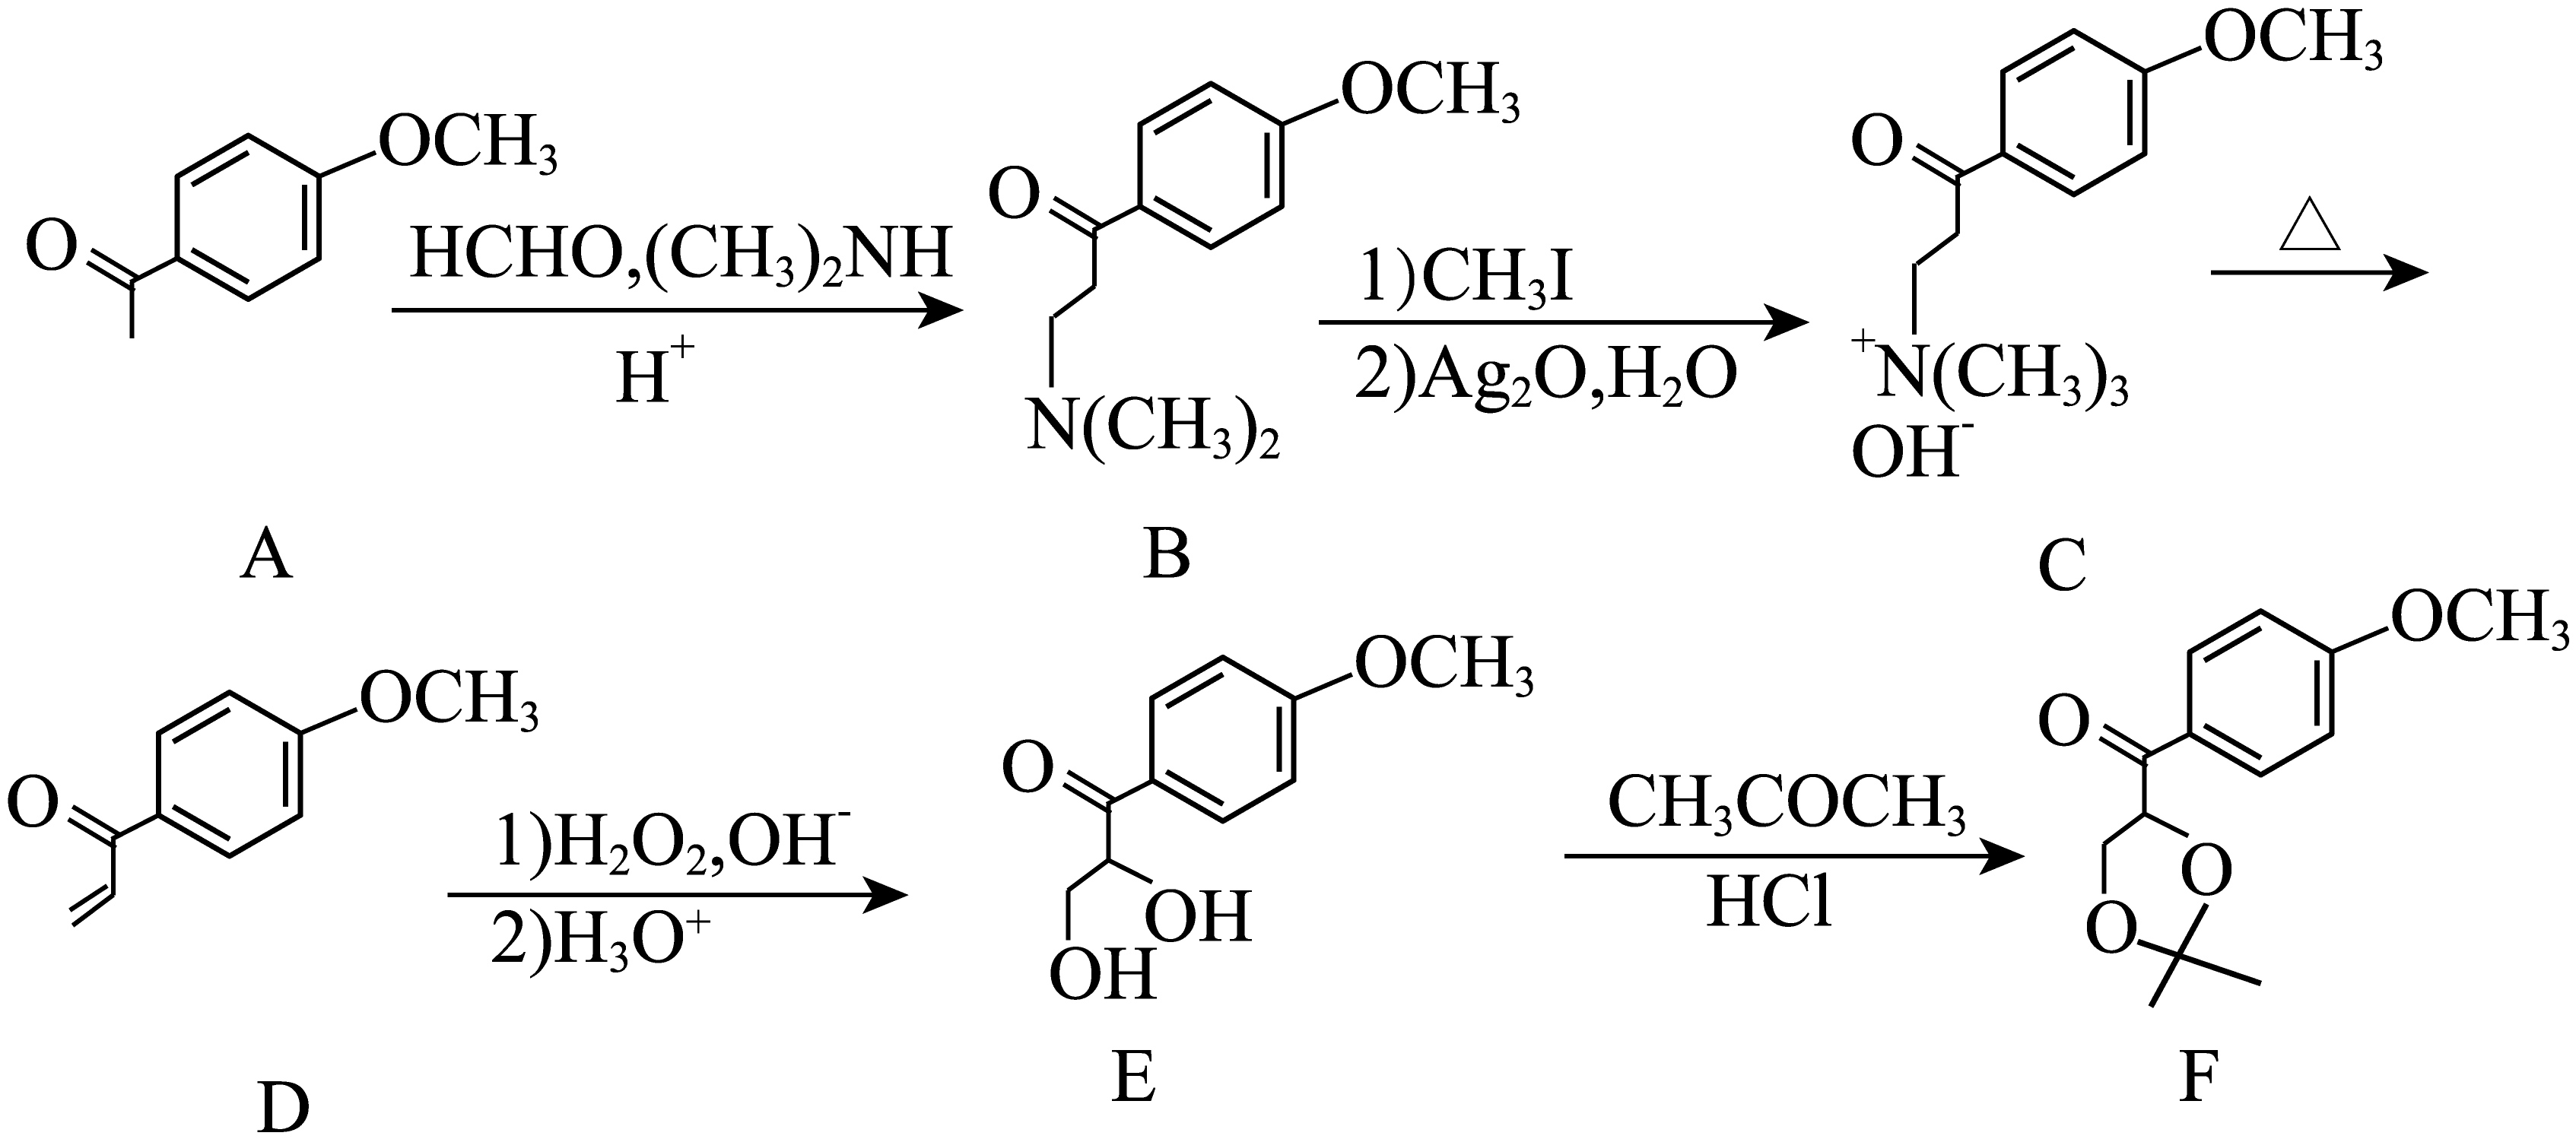 OCH₃
O
A
HCHO,(CH₃)₂NH
H⁺
OCH₃
O
N(CH₃)₂
B
1)CH₃I
2)Ag₂O,H₂O
OCH₃
O
⁺N(CH₃)₃
OH⁻
C
△
OCH₃
O
D
1)H₂O₂,OH⁻
2)H₃O⁺
OCH₃
O
OH
OH
E
CH₃COCH₃
HCl
OCH₃
O
O
O
F